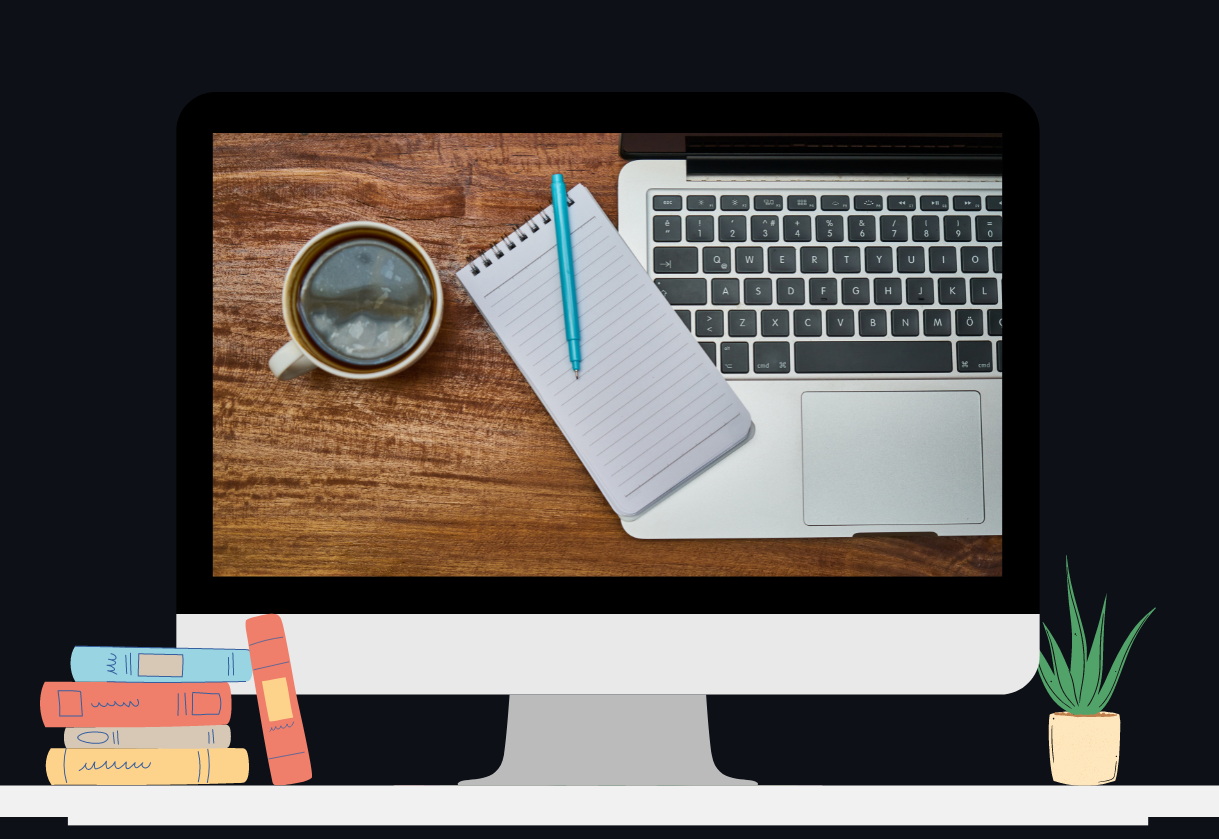 esc
è ! ' ^ # + % & / ( ) =
" 1 2 3 4 5 6 7 8 9 0
Q @ W E R T Y U I O
A S D F G H J K L
> < Z X C V B N M Ö
cmd ⌘ ⌘ cmd